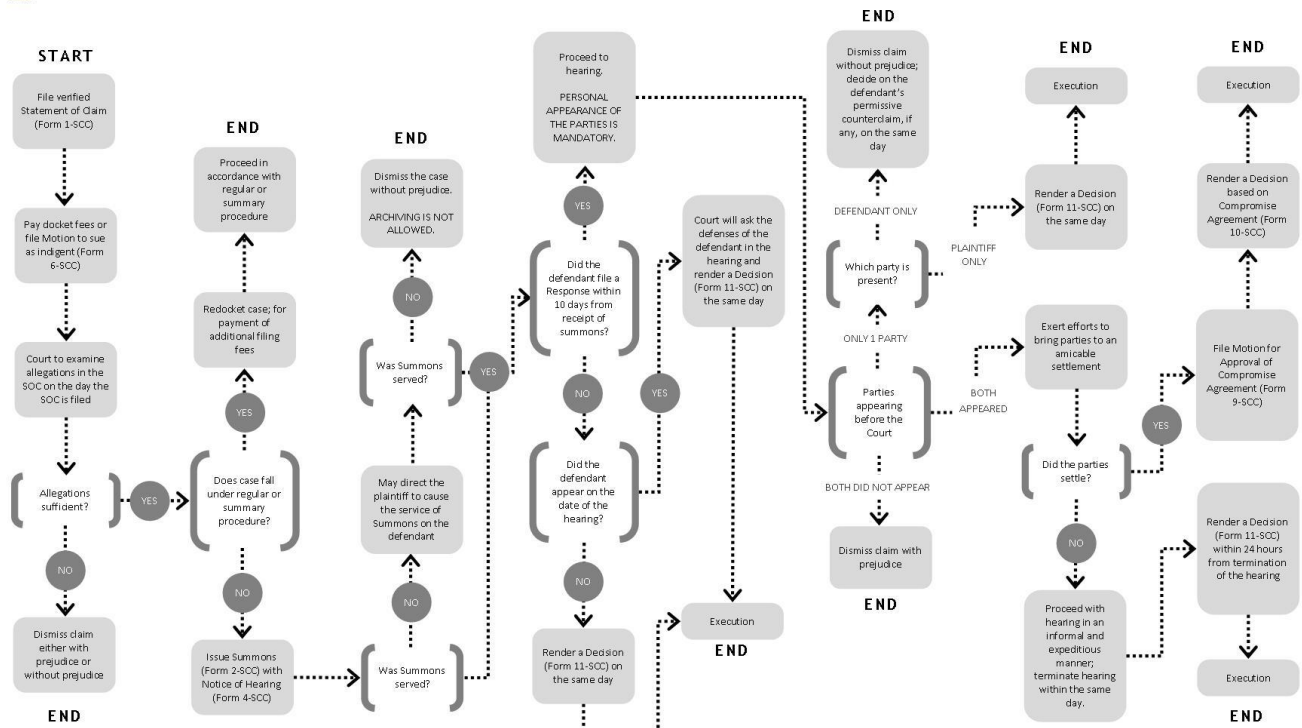 START
File verified
Statement of Claim
(Form 1-SCC)
Pay docket fees or
file Motion to sue
as indigent (Form
6-SCC)
Court to examine
allegations in the
SOC on the day the
SOC is filed
Allegations
sufficient?
YES
NO
Dismiss claim
either with
prejudice or
without prejudice
END
END
Proceed in
accordance with
regular or
summary
procedure
Redocket case; for
payment of
additional filing
fees
YES
Does case fall
under regular or
summary
procedure?
NO
Issue Summons
(Form 2-SCC) with
Notice of Hearing
(Form 4-SCC)
END
Dismiss the case
without prejudice.
ARCHIVING IS NOT
ALLOWED.
NO
Was Summons
served?
YES
May direct the
plaintiff to cause
the service of
Summons on the
defendant
NO
Was Summons
served?
Proceed to
hearing.
PERSONAL
APPEARANCE OF
THE PARTIES IS
MANDATORY.
YES
Did the
defendant file a
Response within
10 days from
receipt of
summons?
NO
Did the
defendant
appear on the
date of the
hearing?
YES
NO
Render a Decision
(Form 11-SCC) on
the same day
Court will ask the
defenses of the
defendant in the
hearing and
render a Decision
(Form 11-SCC) on
the same day
Execution
END
END
Dismiss claim
without prejudice;
decide on the
defendant's
permissive
counterclaim, if
any, on the same
day
DEFENDANT ONLY
Which party is
present?
PLAINTIFF
ONLY
ONLY 1 PARTY
Parties
appearing
before the
Court
BOTH
APPEARED
BOTH DID NOT APPEAR
Dismiss claim with
prejudice
END
END
Execution
Render a Decision
(Form 11-SCC) on
the same day
Exert efforts to
bring parties to an
amicable
settlement
Did the parties
settle?
YES
NO
Proceed with
hearing in an
informal and
expeditious
manner;
terminate hearing
within the same
day.
END
Execution
Render a Decision
based on
Compromise
Agreement (Form
10-SCC)
File Motion for
Approval of
Compromise
Agreement (Form
9-SCC)
Render a Decision
(Form 11-SCC)
within 24 hours
from termination
of the hearing
Execution
END